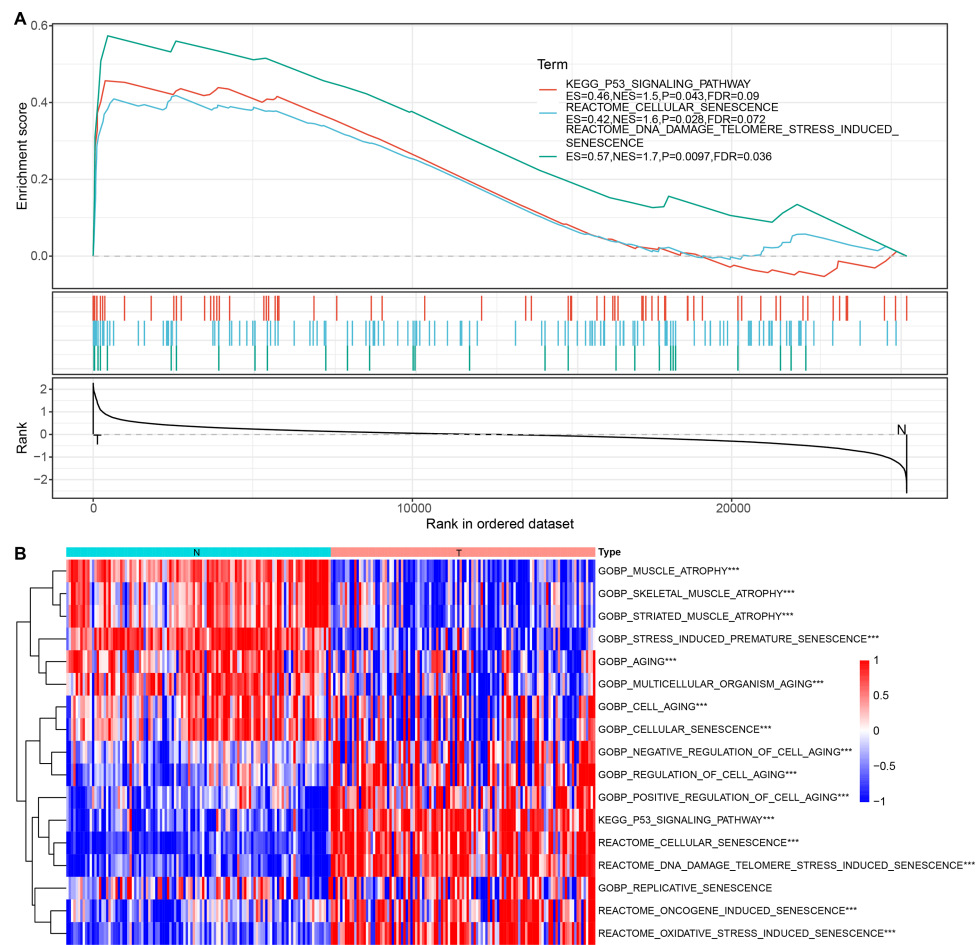 A
0.6
0.4
0.2
0.0
Enrichment score
Term
KEGG_P53_SIGNALING_PATHWAY
ES=0.46,NES=1.5,P=0.043,FDR=0.09
REACTOME_CELLULAR_SENESCENCE
ES=0.42,NES=1.6,P=0.028,FDR=0.072
REACTOME_DNA_DAMAGE_TELOMERE_STRESS_INDUCED_
SENESCENCE
ES=0.57,NES=1.7,P=0.0097,FDR=0.036
2
1
0
−1
−2
Rank
T
N
0
10000
20000
Rank in ordered dataset
B
N
T
Type
GOBP_MUSCLE_ATROPHY***
GOBP_SKELETAL_MUSCLE_ATROPHY***
GOBP_STRIATED_MUSCLE_ATROPHY***
GOBP_STRESS_INDUCED_PREMATURE_SENESCENCE***
GOBP_AGING***
GOBP_MULTICELLULAR_ORGANISM_AGING***
GOBP_CELL_AGING***
GOBP_CELLULAR_SENESCENCE***
GOBP_NEGATIVE_REGULATION_OF_CELL_AGING***
GOBP_REGULATION_OF_CELL_AGING***
GOBP_POSITIVE_REGULATION_OF_CELL_AGING***
KEGG_P53_SIGNALING_PATHWAY***
REACTOME_CELLULAR_SENESCENCE***
REACTOME_DNA_DAMAGE_TELOMERE_STRESS_INDUCED_SENESCENCE***
GOBP_REPLICATIVE_SENESCENCE
REACTOME_ONCOGENE_INDUCED_SENESCENCE***
REACTOME_OXIDATIVE_STRESS_INDUCED_SENESCENCE***
1
0.5
0
−0.5
−1